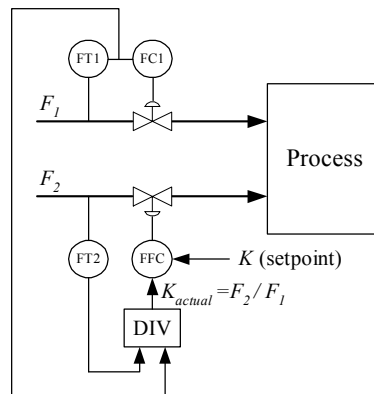 FT1 FC1
F1
Process
F2
FT2 FFC K (setpoint)
Kactual =F2 / F1
DIV